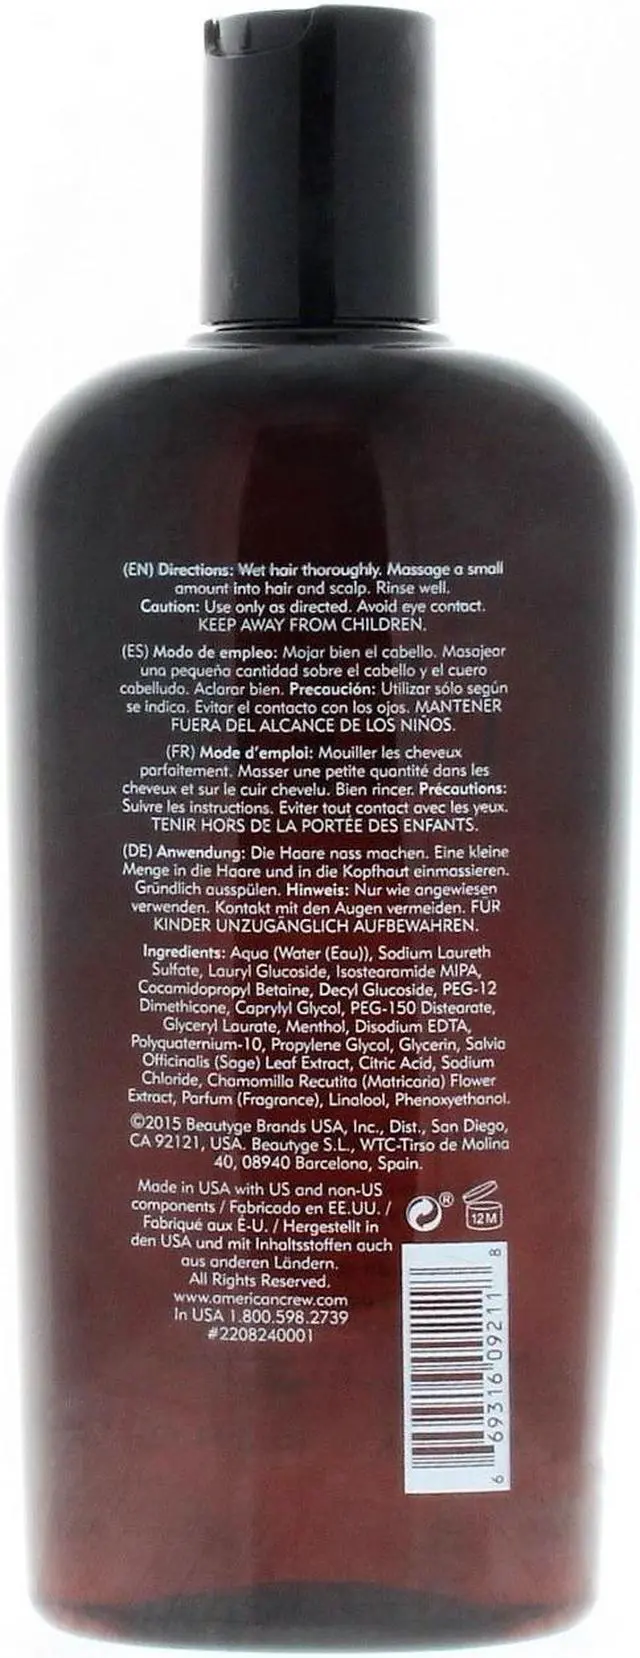 (EN) Directions: Wet hair thoroughly. Massage a small
amount into hair and scalp. Rinse well.
Caution: Use only as directed. Avoid eye contact.
KEEP AWAY FROM CHILDREN.
(ES) Modo de empleo: Mojar bien el cabello. Masajear
una pequeña cantidad sobre el cabello y el cuero
cabelludo. Aclarar bien. Precaución: Utilizar sólo según
se indica. Evitar el contacto con los ojos. MANTENER
FUERA DEL ALCANCE DE LOS NIÑOS.
(FR) Mode d'emploi: Mouiller les cheveux
parfaitement. Masser une petite quantité dans les
cheveux et sur le cuir chevelu. Bien rincer. Précautions:
Suivre les instructions. Eviter tout contact avec les yeux.
TENIR HORS DE LA PORTÉE DES ENFANTS.
(DE) Anwendung: Die Haare nass machen. Eine kleine
Menge in die Haare und in die Kopfhaut einmassieren.
Gründlich ausspülen. Hinweis: Nur wie angewiesen
verwenden. Kontakt mit den Augen vermeiden. FÜR
KINDER UNZUGÄNGLICH AUFBEWAHREN.
Ingredients: Aqua (Water (Eau)), Sodium Laureth
Sulfate, Lauryl Glucoside, Isostearamide MIPA,
Cocamidopropyl Betaine, Decyl Glucoside, PEG-12
Dimethicone, Caprylyl Glycol, PEG-150 Distearate,
Glyceryl Laurate, Menthol, Disodium EDTA,
Polyquaternium-10, Propylene Glycol, Glycerin, Salvia
Officinalis (Sage) Leaf Extract, Citric Acid, Sodium
Chloride, Chamomilla Recutita (Matricaria) Flower
Extract, Parfum (Fragrance), Linalool, Phenoxyethanol.
©2015 Beautyge Brands USA, Inc., Dist., San Diego,
CA 92121, USA. Beautyge S.L., WTC-Tirso de Molina
40, 08940 Barcelona, Spain.
Made in USA with US and non-US
components / Fabricado en EE.UU. /
Fabriqué aux É-U. / Hergestellt in
den USA und mit Inhaltsstoffen auch
aus anderen Ländern.
All Rights Reserved.
www.americancrew.com
In USA 1.800.598.2739
#2208240001
®
12M
6 69316 09211 8